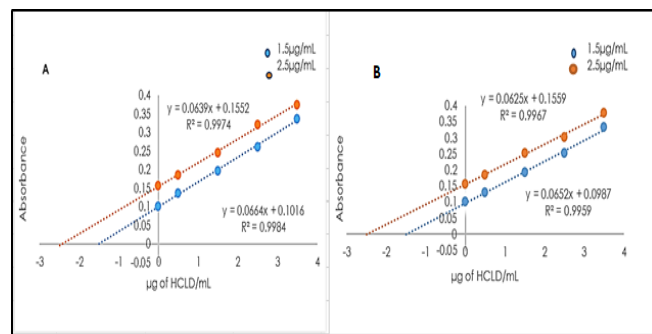 A
1.5µg/mL
2.5µg/mL
y = 0.0639x + 0.1552
R² = 0.9974
0.4
0.35
0.3
0.25
0.2
0.15
0.1
0.05
0
-0.05
Absorbance
y = 0.0664x + 0.1016
R² = 0.9984
-3 -2 -1 0 1 2 3 4
µg of HCLD/mL
B
1.5µg/mL
2.5µg/mL
y = 0.0625x + 0.1559
R² = 0.9967
0.4
0.35
0.3
0.25
0.2
0.15
0.1
0.05
0
-0.05
Absorbance
y = 0.0652x + 0.0987
R² = 0.9959
-3 -2 -1 0 1 2 3 4
µg of HCLD/mL